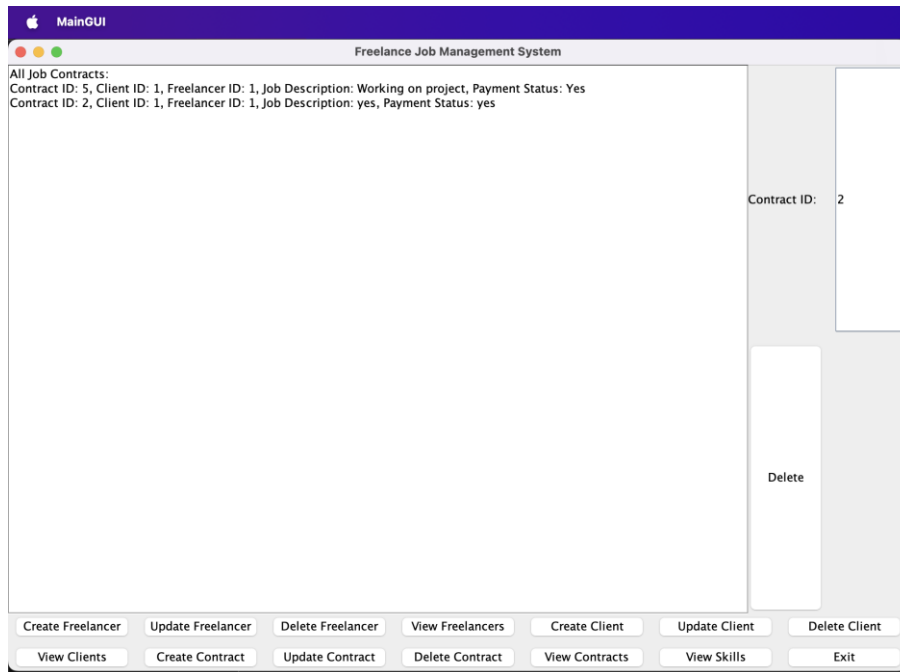 MainGUI
Freelance Job Management System
All Job Contracts:
Contract ID: 5, Client ID: 1, Freelancer ID: 1, Job Description: Working on project, Payment Status: Yes
Contract ID: 2, Client ID: 1, Freelancer ID: 1, Job Description: yes, Payment Status: yes
Contract ID: 2
Delete
Create Freelancer Update Freelancer Delete Freelancer View Freelancers Create Client Update Client Delete Client
View Clients Create Contract Update Contract Delete Contract View Contracts View Skills Exit